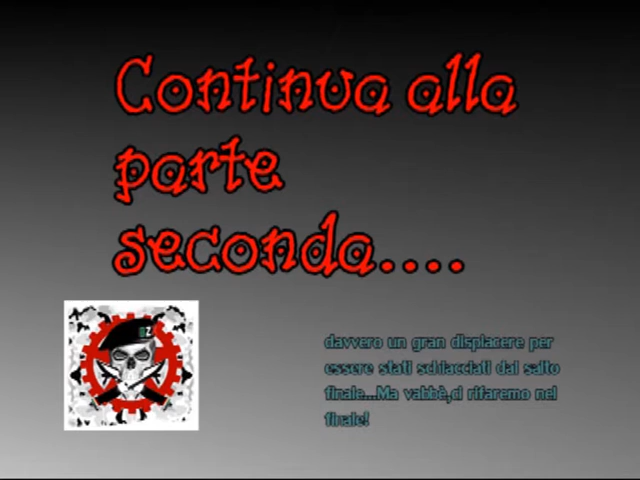 Continua alla
parte
seconda....
Z
davvero un gran dispiacere per
essere stati schiacciati dal salto
finale...Ma vabbè,ci rifaremo nel
finale!